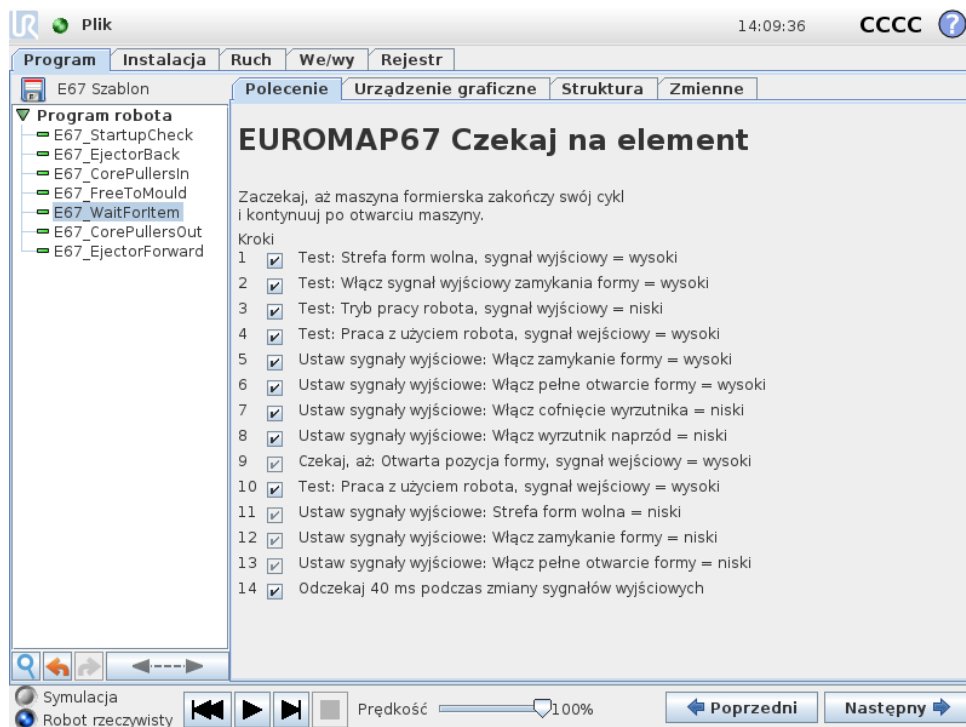 UR Plik 14:09:36 CCCC ?
Program Instalacja Ruch We/wy Rejestr
E67 Szablon
Polecenie Urządzenie graficzne Struktura Zmienne
Program robota
E67_StartupCheck
E67_EjectorBack
E67_CorePullersIn
E67_FreeToMould
E67_WaitForItem
E67_CorePullersOut
E67_EjectorForward
EUROMAP67 Czekaj na element
Zaczekaj, aż maszyna formierska zakończy swój cykl
i kontynuuj po otwarciu maszyny.
Kroki
1 Test: Strefa form wolna, sygnał wyjściowy = wysoki
2 Test: Włącz sygnał wyjściowy zamykania formy = wysoki
3 Test: Tryb pracy robota, sygnał wyjściowy = niski
4 Test: Praca z użyciem robota, sygnał wejściowy = wysoki
5 Ustaw sygnały wyjściowe: Włącz zamykanie formy = wysoki
6 Ustaw sygnały wyjściowe: Włącz pełne otwarcie formy = wysoki
7 Ustaw sygnały wyjściowe: Włącz cofnięcie wyrzutnika = niski
8 Ustaw sygnały wyjściowe: Włącz wyrzutnik naprzód = niski
9 Czekaj, aż: Otwarta pozycja formy, sygnał wejściowy = wysoki
10 Test: Praca z użyciem robota, sygnał wejściowy = wysoki
11 Ustaw sygnały wyjściowe: Strefa form wolna = niski
12 Ustaw sygnały wyjściowe: Włącz zamykanie formy = niski
13 Ustaw sygnały wyjściowe: Włącz pełne otwarcie formy = niski
14 Odczekaj 40 ms podczas zmiany sygnałów wyjściowych
Symulacja
Robot rzeczywisty
Prędkość 100%
Poprzedni Następny